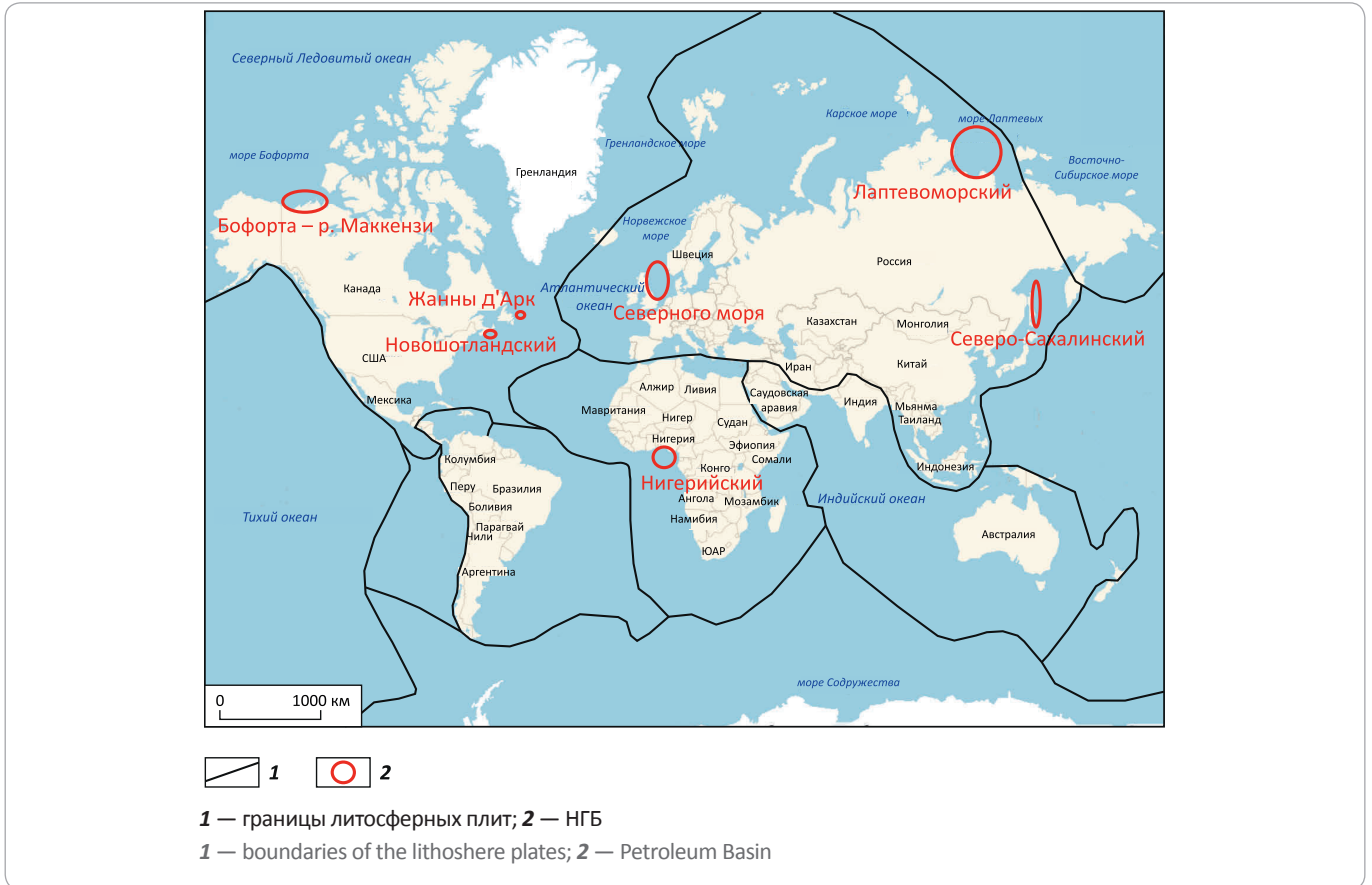 Северный Ледовитый океан
Карское море
море Лаптевых
море Бофорта
Гренландское море
Восточно-
Сибирское море
Гренландия
Лаптевоморский
Бофорта – р. Маккензи
Норвежское
море
Швеция
Россия
Канада
Атлантический
океан
Жанны Д'Арк
Северного моря
Казахстан
Монголия
Новошотландский
Северо-Сахалинский
США
Иран
Китай
Алжир
Ливия
Саудовская
аравия
Мексика
Индия
Мьянма
Таиланд
Мавритания
Нигер
Судан
Нигерия
Эфиопия
Сомали
Колумбия
Конго
Индонезия
Нигерийский
Перу
Бразилия
Ангола
Мозамбик
Индийский океан
Боливия
Тихий океан
Намибия
Парагвай
Чили
Австралия
ЮАР
Аргентина
море Содружества
0 1000 км
1 2
1 — границы литосферных плит; 2 — НГБ
1 — boundaries of the lithoshere plates; 2 — Petroleum Basin